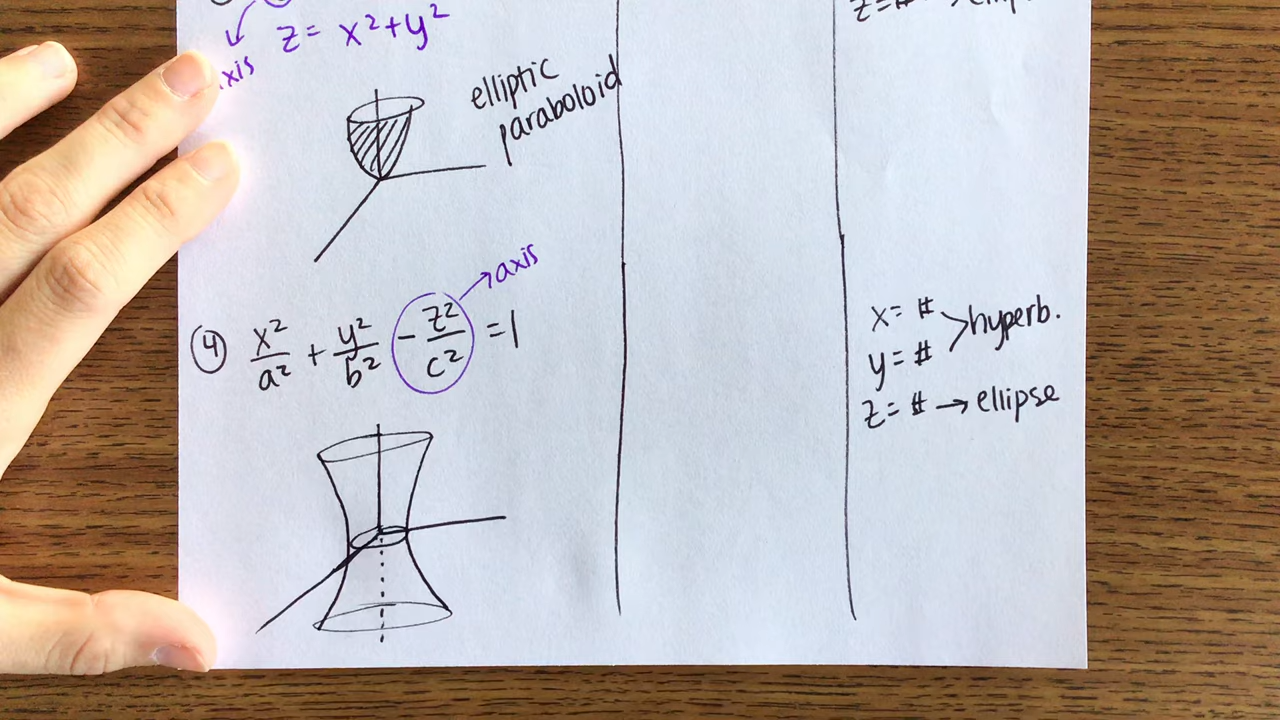 z = x² + y²
axis
elliptic
paraboloid
④ x²/a² + y²/b² - z²/c² = 1
→ axis
x = #
y = #
> hyperb.
z = # → ellipse